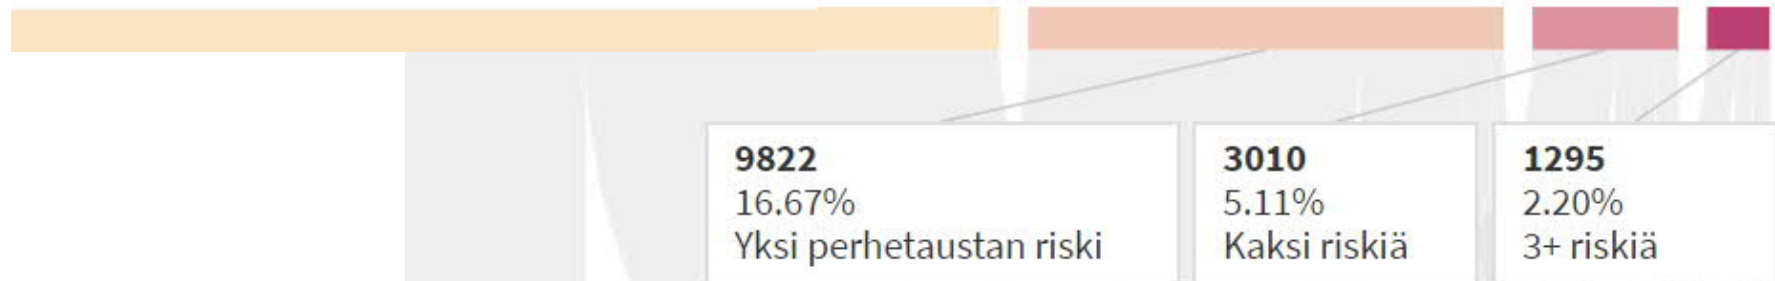 9822
16.67%
Yksi perhetaustan riski
3010
5.11%
Kaksi riskiä
1295
2.20%
3+ riskiä